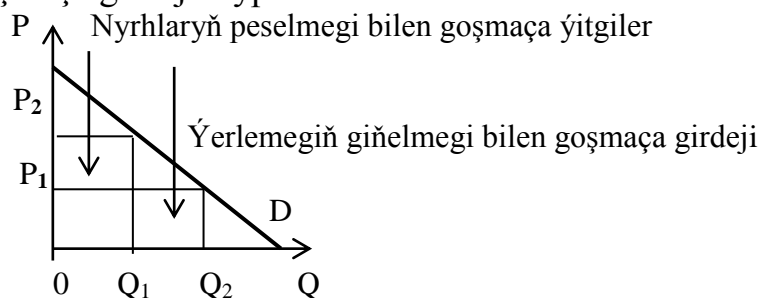 P Nyrhlaryň peselmegi bilen goşmaça ýitgiler
P₂
Ýerlemegiň giňelmegi bilen goşmaça girdeji
P₁
D
0 Q₁ Q₂ Q